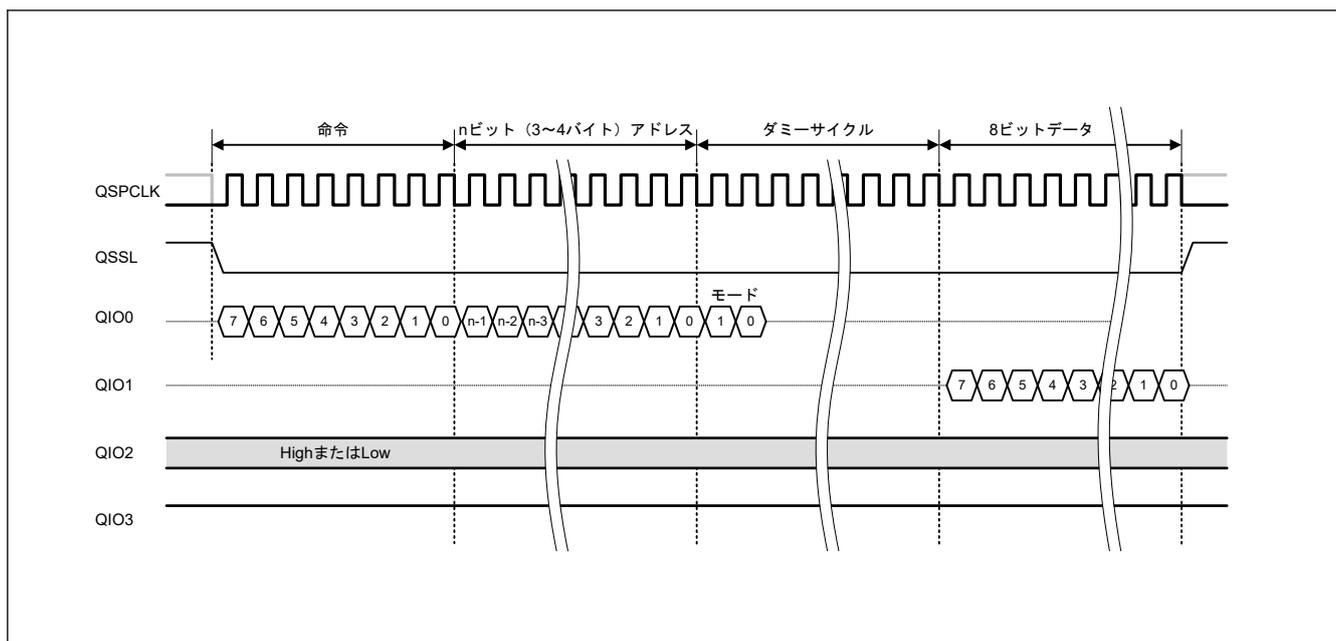 命令 nビット（3～4バイト）アドレス ダミーサイクル 8ビットデータ
QSPCLK
QSSL
モード
QIO0 7 6 5 4 3 2 1 0 n-1 n-2 n-3 3 2 1 0 1 0
QIO1 7 6 5 4 3 2 1 0
QIO2 HighまたはLow
QIO3